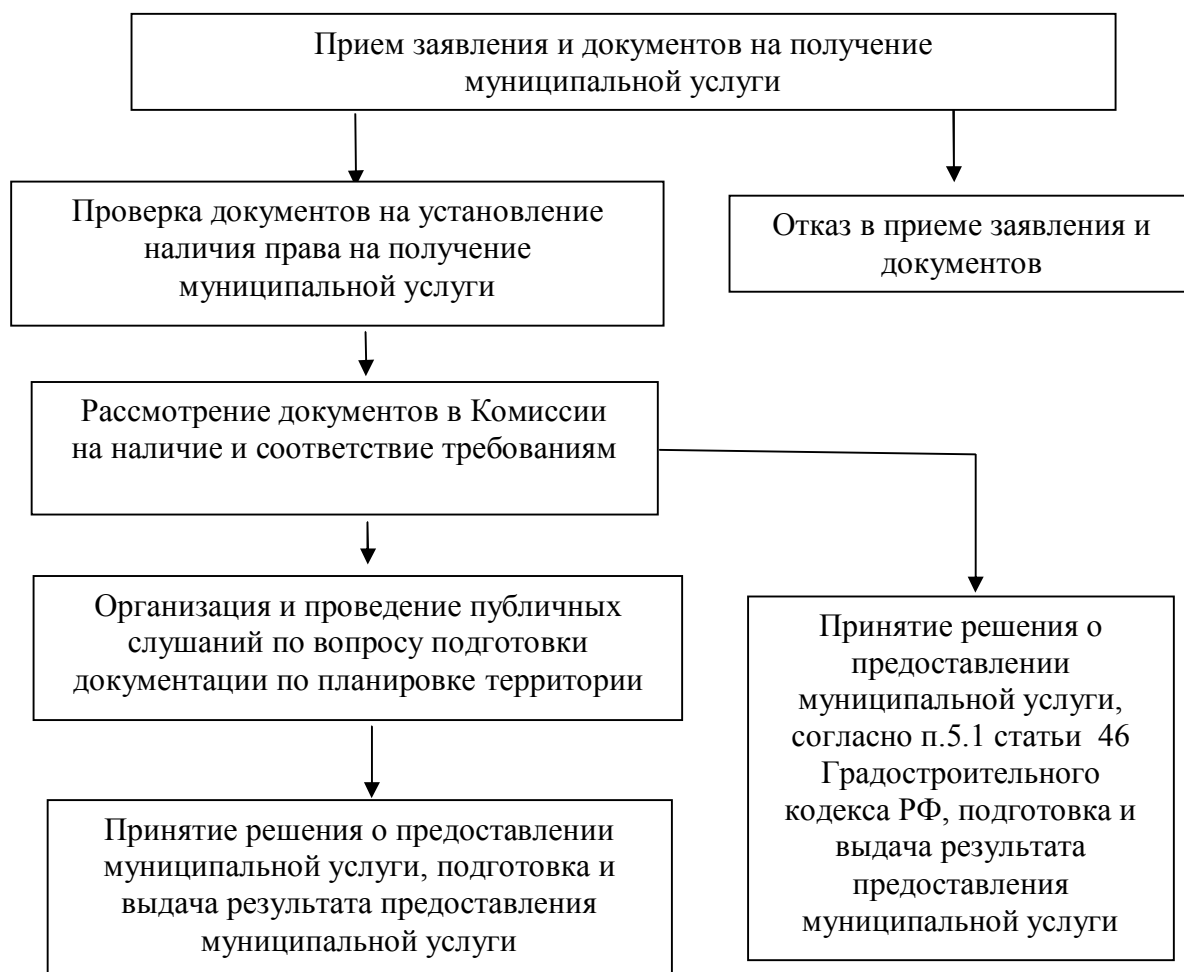 Прием заявления и документов на получение
муниципальной услуги
Проверка документов на установление
наличия права на получение
муниципальной услуги
Отказ в приеме заявления и
документов
Рассмотрение документов в Комиссии
на наличие и соответствие требованиям
Организация и проведение публичных
слушаний по вопросу подготовки
документации по планировке территории
Принятие решения о
предоставлении
муниципальной услуги,
согласно п.5.1 статьи  46
Градостроительного
кодекса РФ, подготовка и
выдача результата
предоставления
муниципальной услуги
Принятие решения о предоставлении
муниципальной услуги, подготовка и
выдача результата предоставления
муниципальной услуги